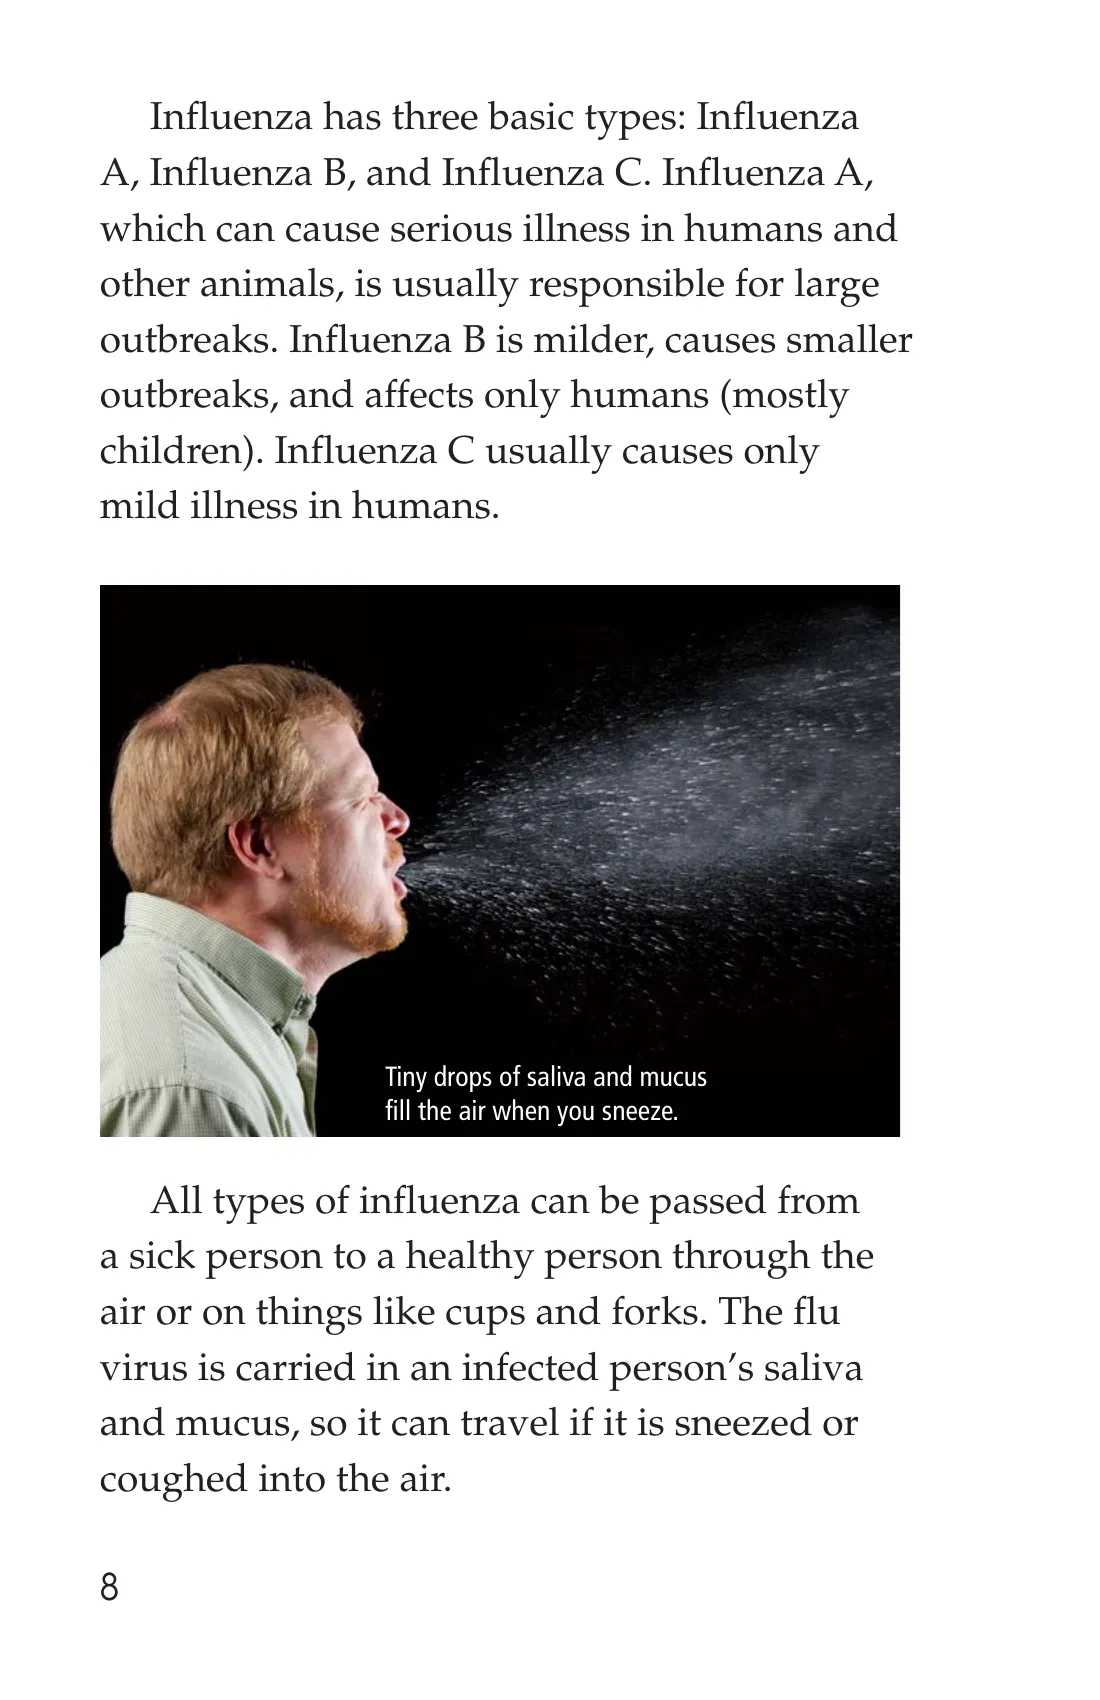 Influenza has three basic types: Influenza
A, Influenza B, and Influenza C. Influenza A,
which can cause serious illness in humans and
other animals, is usually responsible for large
outbreaks. Influenza B is milder, causes smaller
outbreaks, and affects only humans (mostly
children). Influenza C usually causes only
mild illness in humans.
Tiny drops of saliva and mucus
fill the air when you sneeze.
All types of influenza can be passed from
a sick person to a healthy person through the
air or on things like cups and forks. The flu
virus is carried in an infected person’s saliva
and mucus, so it can travel if it is sneezed or
coughed into the air.
8